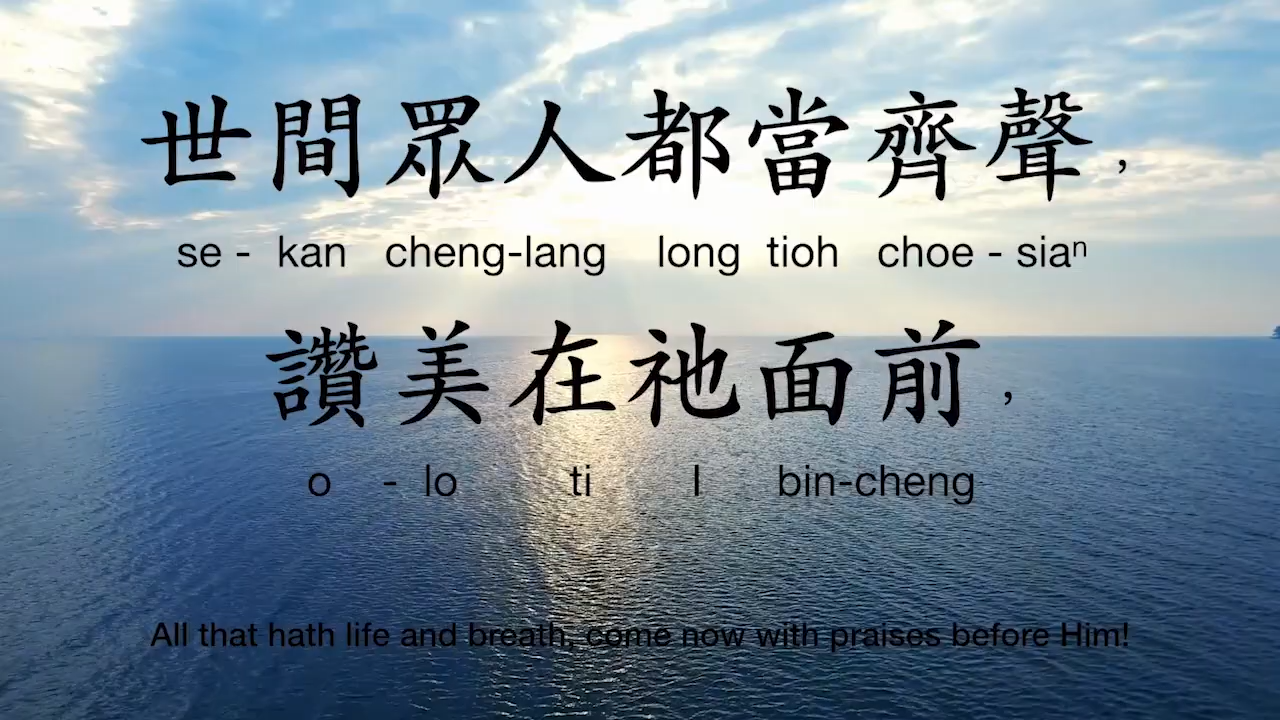 世間眾人都當齊聲，
se - kan cheng-lang long tioh choe - siaⁿ
讚美在祂面前，
o - lo ti I bin-cheng
All that hath life and breath, come now with praises before Him!